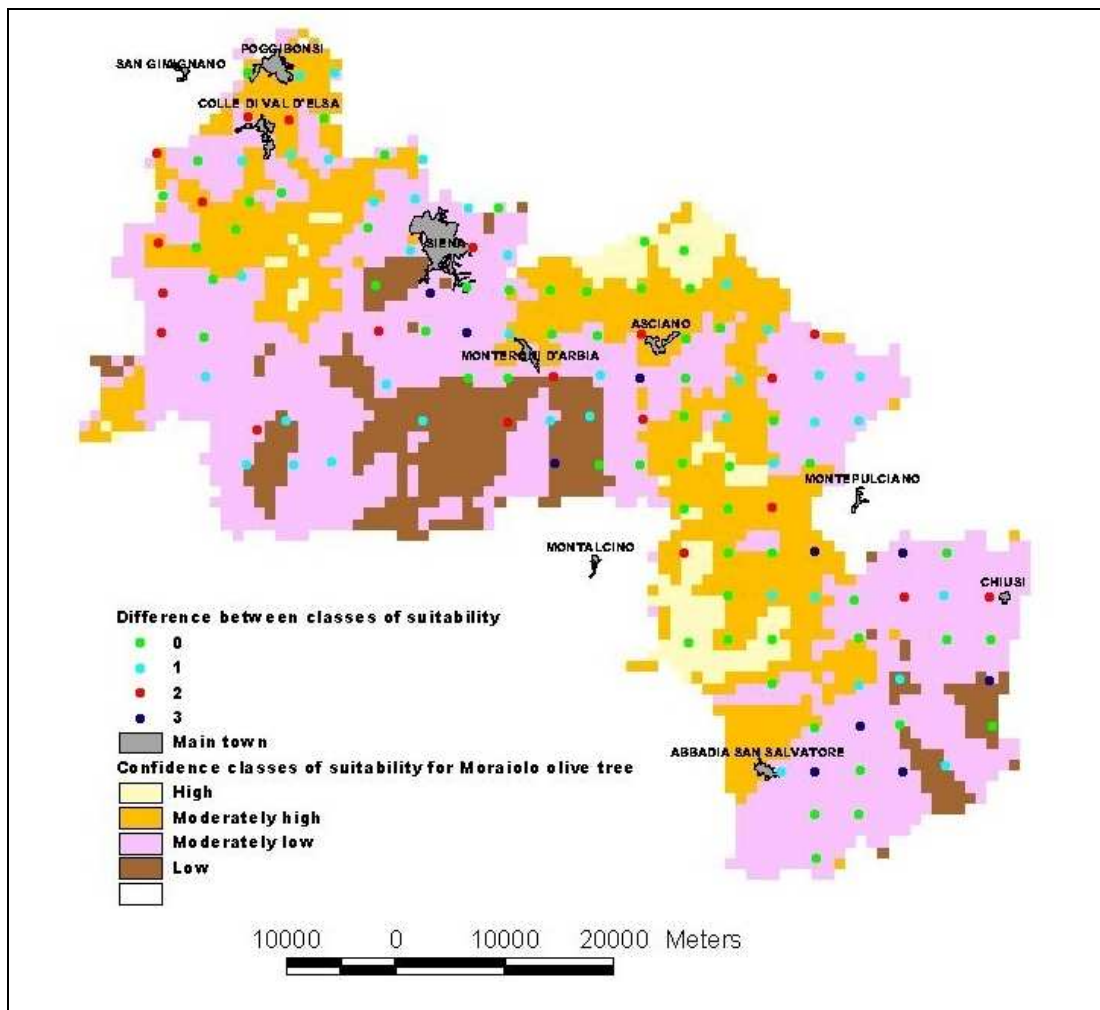 POGGIBONSI
SAN GIMIGNANO
COLLE DI VAL D'ELSA
SIENA
ASCIANO
MONTERONI D'ARBIA
MONTEPULCIANO
MONTALCINO
CHIUSI
ABBADIA SAN SALVATORE
Difference between classes of suitability
0
1
2
3
Main town
Confidence classes of suitability for Moraiolo olive tree
High
Moderately high
Moderately low
Low
10000 0 10000 20000 Meters